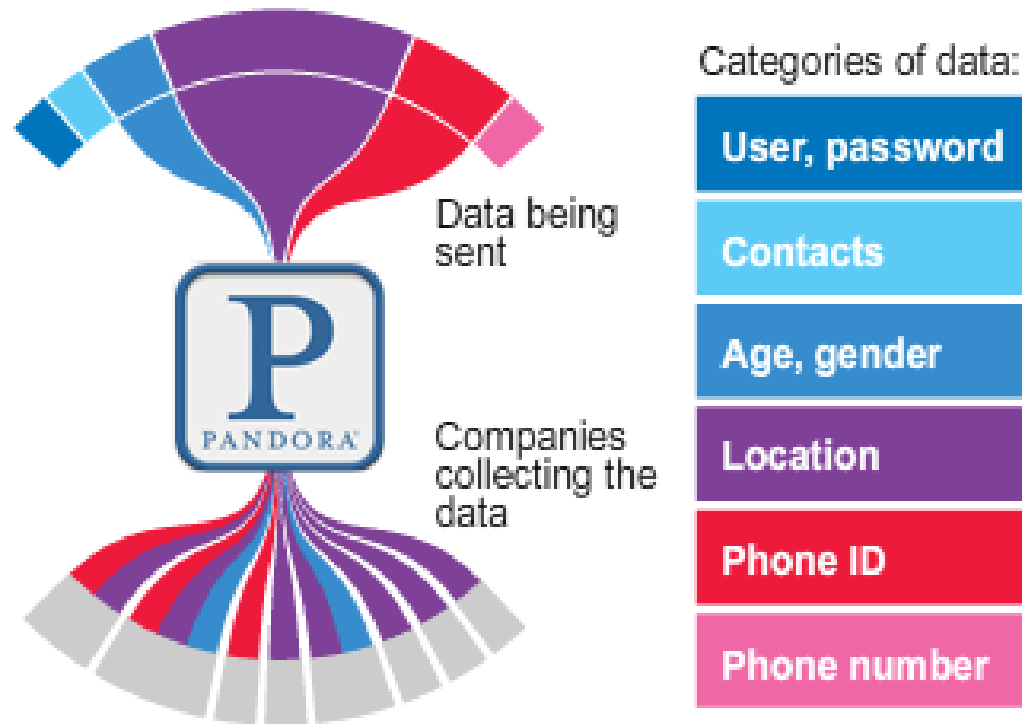 Categories of data:
User, password
Contacts
Age, gender
Location
Phone ID
Phone number
Data being
sent
P
PANDORA
Companies
collecting the
data